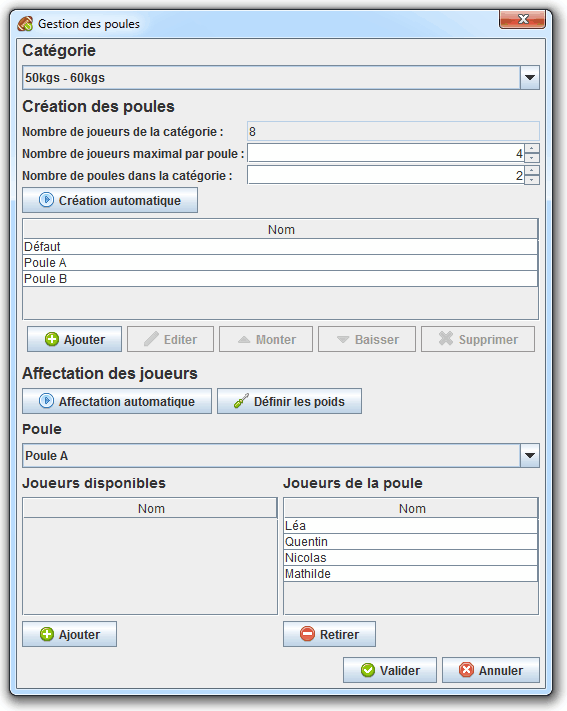 Gestion des poules
Catégorie
50kgs - 60kgs
Création des poules
Nombre de joueurs de la catégorie : 8
Nombre de joueurs maximal par poule : 4
Nombre de poules dans la catégorie : 2
Création automatique
Nom
Défaut
Poule A
Poule B
Ajouter Editer Monter Baisser Supprimer
Affectation des joueurs
Affectation automatique Définir les poids
Poule
Poule A
Joueurs disponibles Joueurs de la poule
Nom Nom
Léa
Quentin
Nicolas
Mathilde
Ajouter Retirer
Valider Annuler